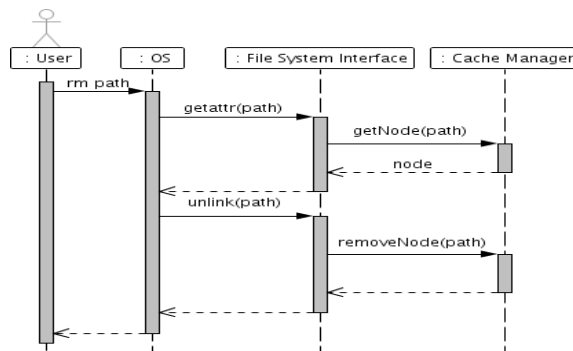 : User
: OS
: File System Interface
: Cache Manager
rm path
getattr(path)
getNode(path)
node
unlink(path)
removeNode(path)